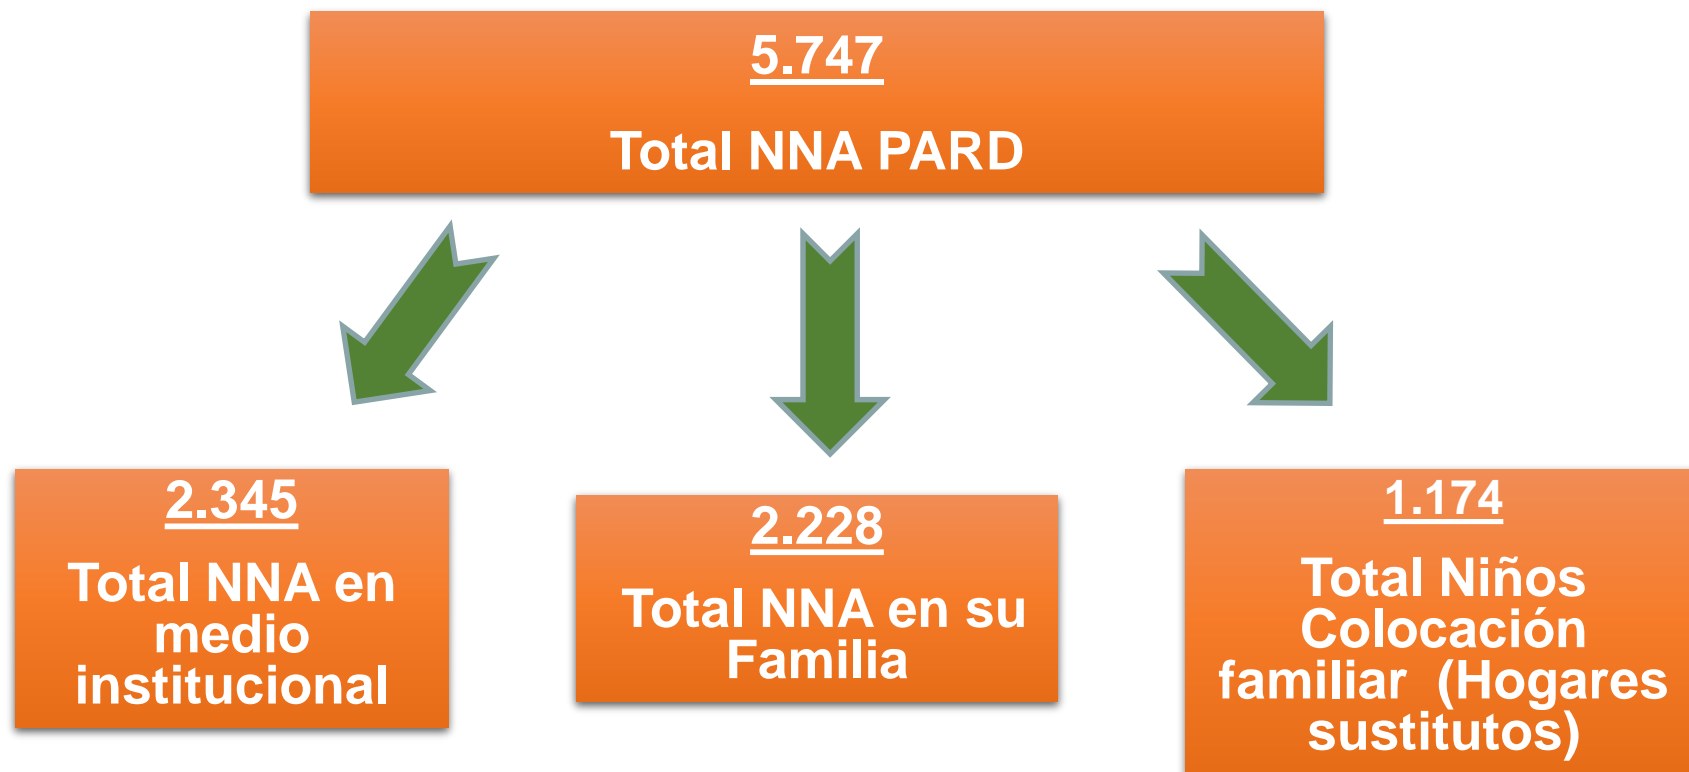 5.747
Total NNA PARD
2.345
Total NNA en
medio
institucional
2.228
Total NNA en su
Familia
1.174
Total Niños
Colocación
familiar (Hogares
sustitutos)